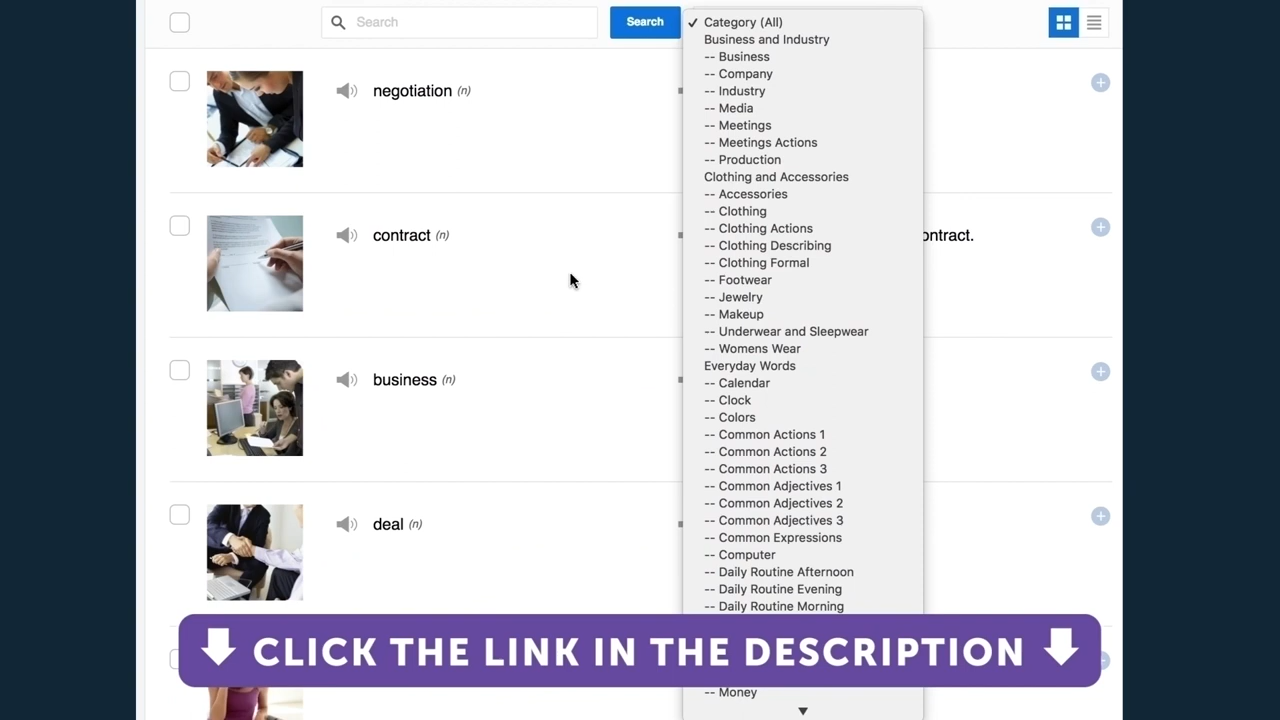 Search
Search
✓ Category (All)
Business and Industry
-- Business
-- Company
-- Industry
-- Media
-- Meetings
-- Meetings Actions
-- Production
Clothing and Accessories
-- Accessories
-- Clothing
-- Clothing Actions
-- Clothing Describing
-- Clothing Formal
-- Footwear
-- Jewelry
-- Makeup
-- Underwear and Sleepwear
-- Womens Wear
Everyday Words
-- Calendar
-- Clock
-- Colors
-- Common Actions 1
-- Common Actions 2
-- Common Actions 3
-- Common Adjectives 1
-- Common Adjectives 2
-- Common Adjectives 3
-- Common Expressions
-- Computer
-- Daily Routine Afternoon
-- Daily Routine Evening
-- Daily Routine Morning
-- Money
negotiation (n)
contract (n)
business (n)
deal (n)
CLICK THE LINK IN THE DESCRIPTION